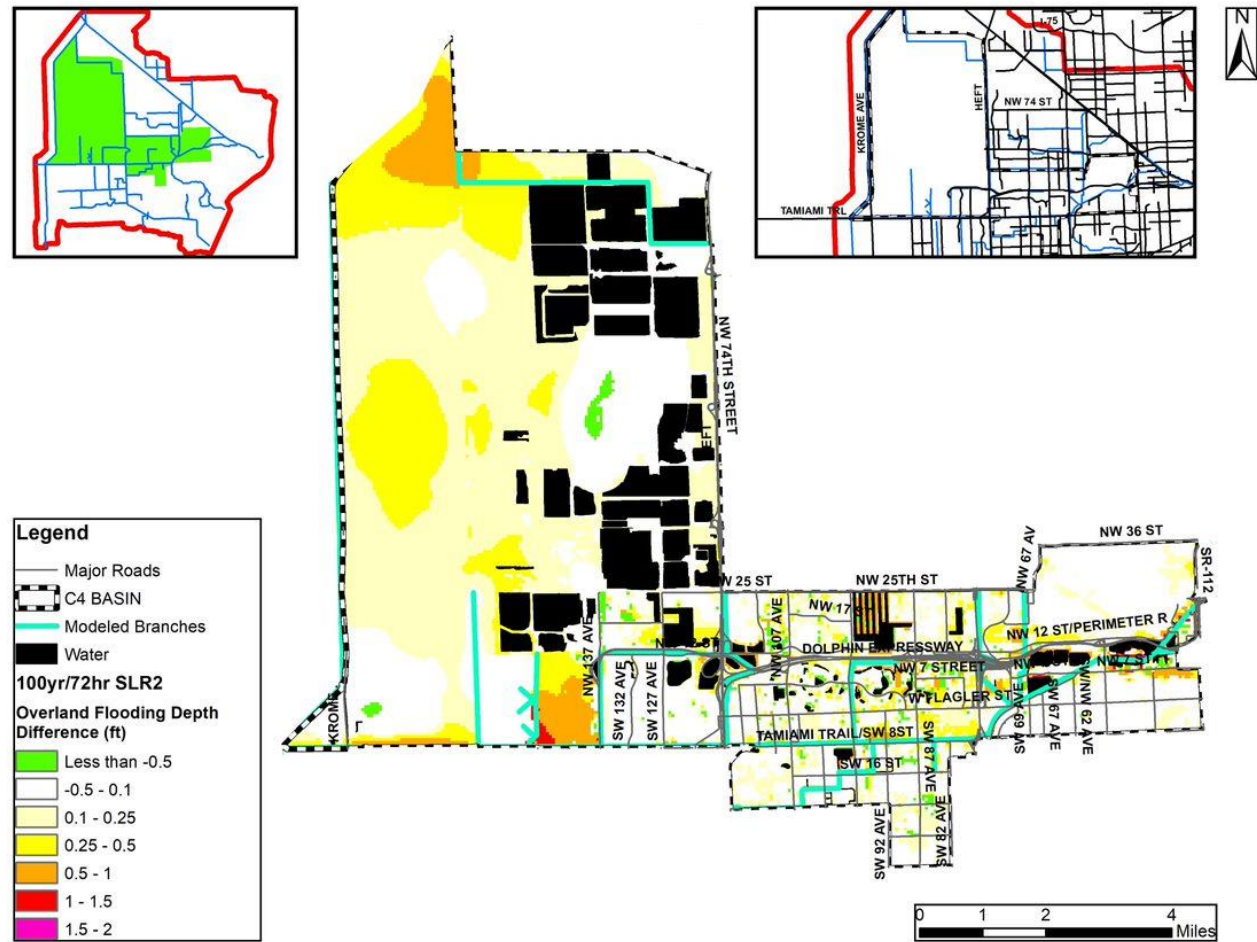 N
I-75
KROME AVE
HEFT
NW 74 ST
TAMIAMI TRL
NW 74TH STREET
EFT
Legend
Major Roads
C4 BASIN
Modeled Branches
Water
100yr/72hr SLR2
Overland Flooding Depth
Difference (ft)
Less than -0.5
-0.5 - 0.1
0.1 - 0.25
0.25 - 0.5
0.5 - 1
1 - 1.5
1.5 - 2
KROME
NW 36 ST
NW 67 AV
SR-112
W 25 ST
NW 25TH ST
NW 17 ST
NW 137 AVE
NW 107 AVE
DOLPHIN EXPRESSWAY
NW 12 ST/PERIMETER R
NW 7 STREET
NW 7 ST
SW 132 AVE
SW 127 AVE
W FLAGLER ST
69 AVE
SW 67 AVE
SW/NW 62 AVE
TAMIAMI TRAIL/SW 8ST
SW 16 ST
SW 87 AVE
SW 92 AVE
SW 82 AVE
0 1 2 4
Miles